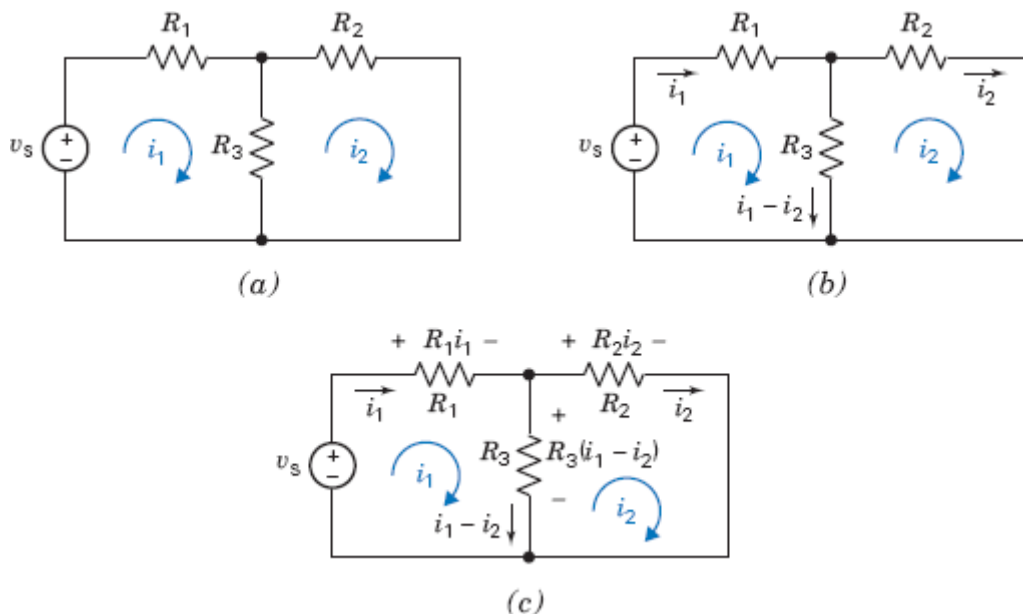 R₁ R₂
vₛ + − i₁ R₃ i₂
(a)
R₁ R₂
i₁ i₂
vₛ + − i₁ R₃ i₂
i₁ − i₂
(b)
+ R₁i₁ − + R₂i₂ −
i₁ R₁ R₂ i₂
+
vₛ + − i₁ R₃ R₃(i₁ − i₂)
−
i₁ − i₂ i₂
(c)